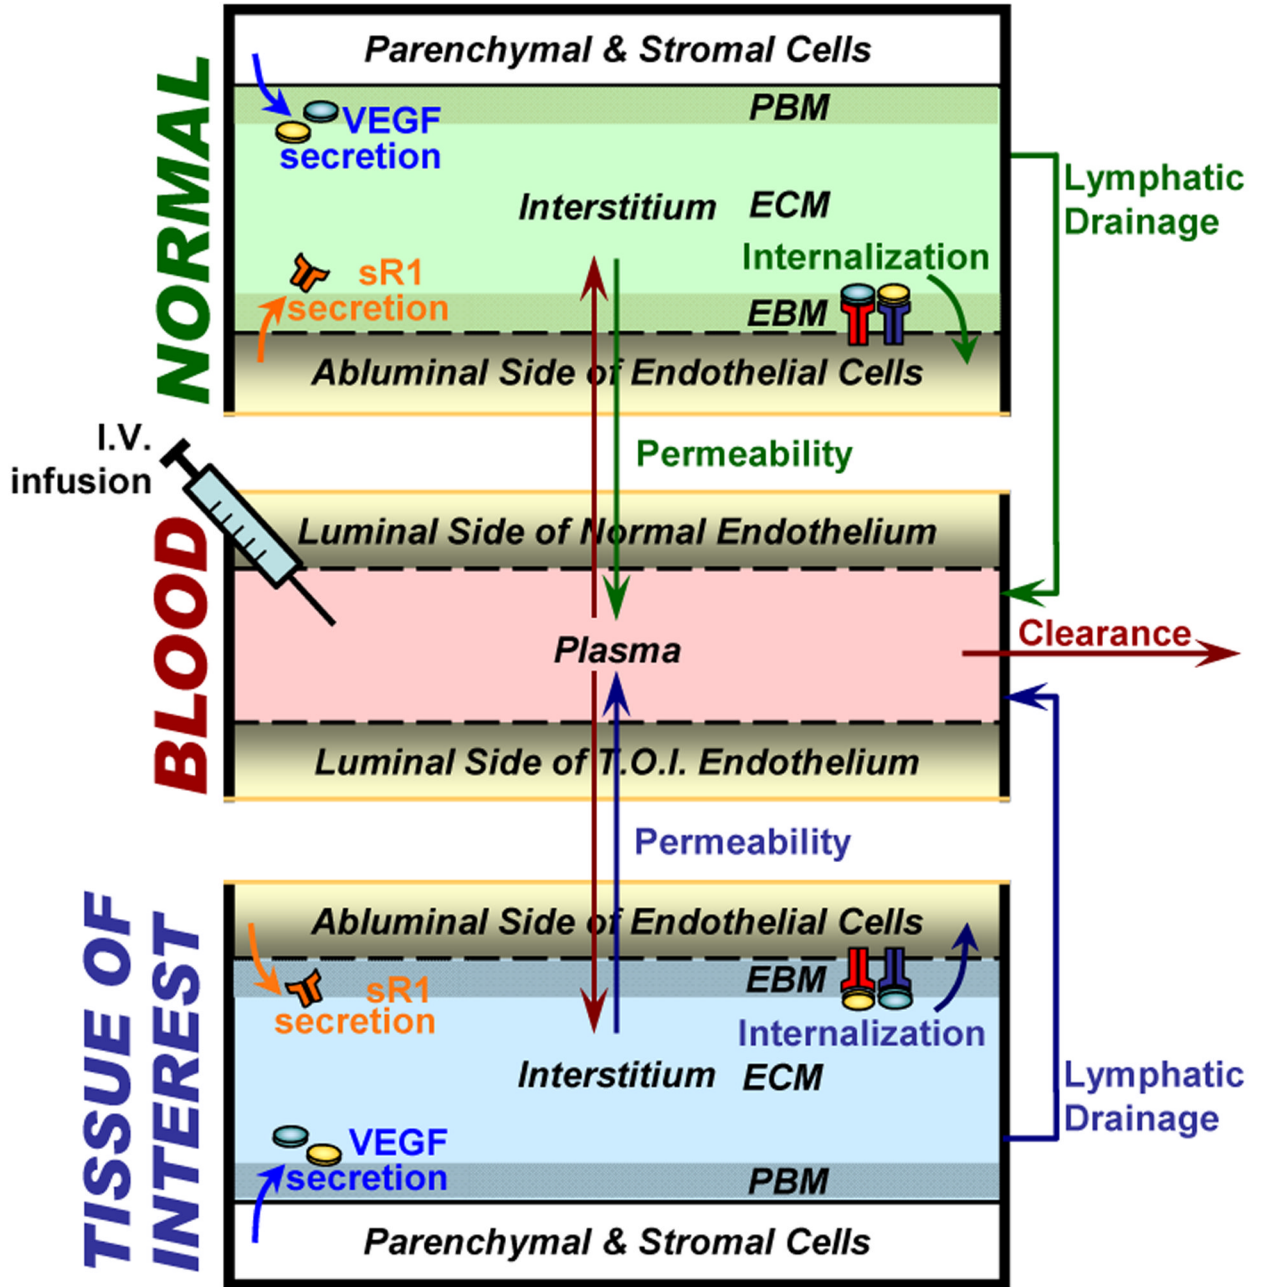 NORMAL
Parenchymal & Stromal Cells
PBM
VEGF
secretion
Interstitium ECM
Lymphatic
Drainage
Internalization
sR1
secretion
EBM
Abluminal Side of Endothelial Cells
Permeability
I.V.
infusion
BLOOD
Luminal Side of Normal Endothelium
Plasma
Clearance
Luminal Side of T.O.I. Endothelium
Permeability
TISSUE OF
INTEREST
Abluminal Side of Endothelial Cells
EBM
sR1
secretion
Internalization
Interstitium ECM
Lymphatic
Drainage
VEGF
secretion
PBM
Parenchymal & Stromal Cells